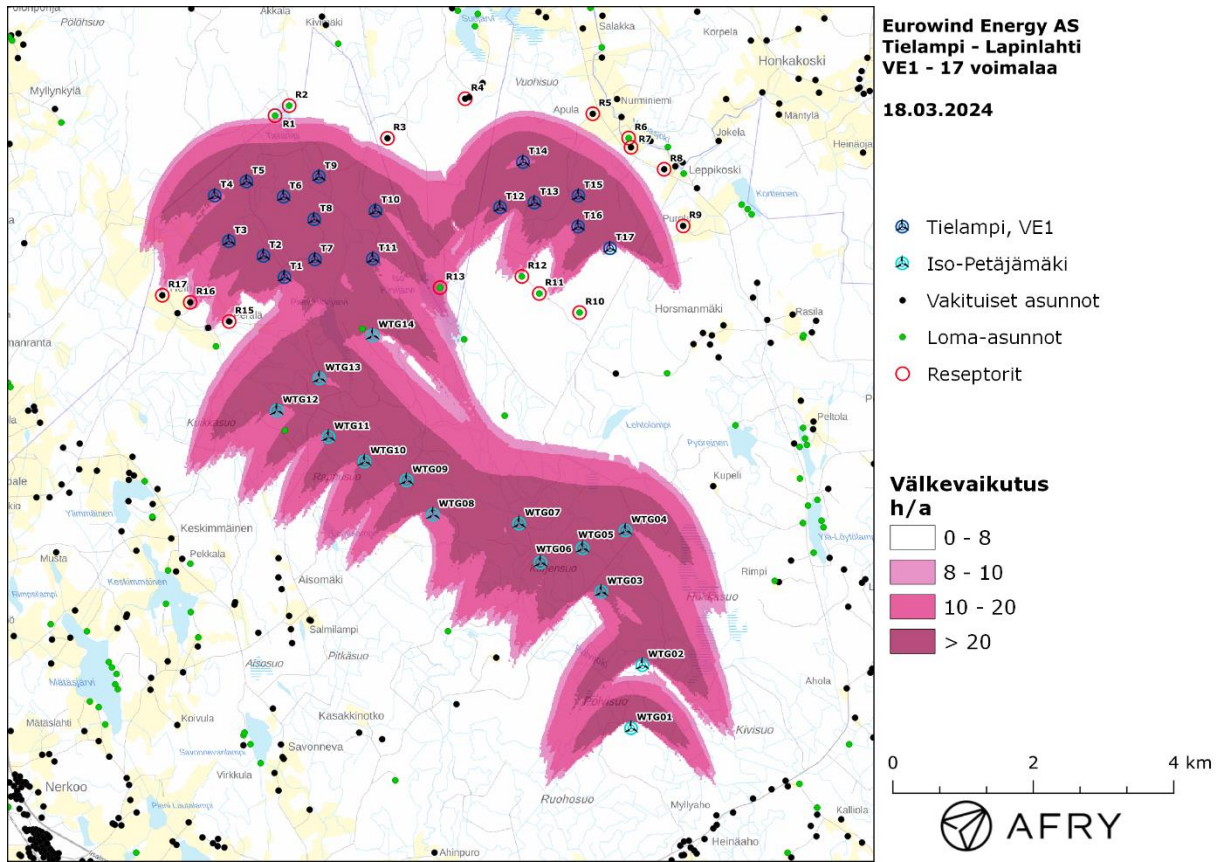 Eurowind Energy AS
Tielampi - Lapinlahti
VE1 - 17 voimalaa
18.03.2024
Tielampi, VE1
Iso-Petäjämäki
Vakituiset asunnot
Loma-asunnot
Reseptorit
Välkevaikutus
h/a
0 - 8
8 - 10
10 - 20
> 20
0 2 4 km
AFRY
Pölöhsuo
Akkala
Kivimäki
Salakka
Korpela
Honkakoski
Myllynkylä
Vuohisuo
Apula
Nurminiemi
Mäntylä
Jokela
Leppikoski
R1
R2
R3
R4
R5
R6
R7
R8
R9
R10
R11
R12
R13
R15
R16
R17
T1
T2
T3
T4
T5
T6
T7
T8
T9
T10
T11
T12
T13
T14
T15
T16
T17
Horsmanmäki
Rasila
WTG14
WTG13
WTG12
WTG11
WTG10
WTG09
WTG08
WTG07
WTG06
WTG05
WTG04
WTG03
WTG02
WTG01
Peltola
Lehtolampi
Pyöreinen
Kupeli
Ylimmäinen
Keskimmäinen
Pekkala
Musta
Keskimmäinen
Aisomäki
Rimpi
Salmilampi
Pitkäsuo
Aisosuo
Ahola
Mätäslahti
Koivula
Kasakkinotko
Kivisuo
Savonneva
Virkkula
Nerkoo
Ruohosuo
Myllyaho
Kalliola
Heinäaho
Ahinpuro